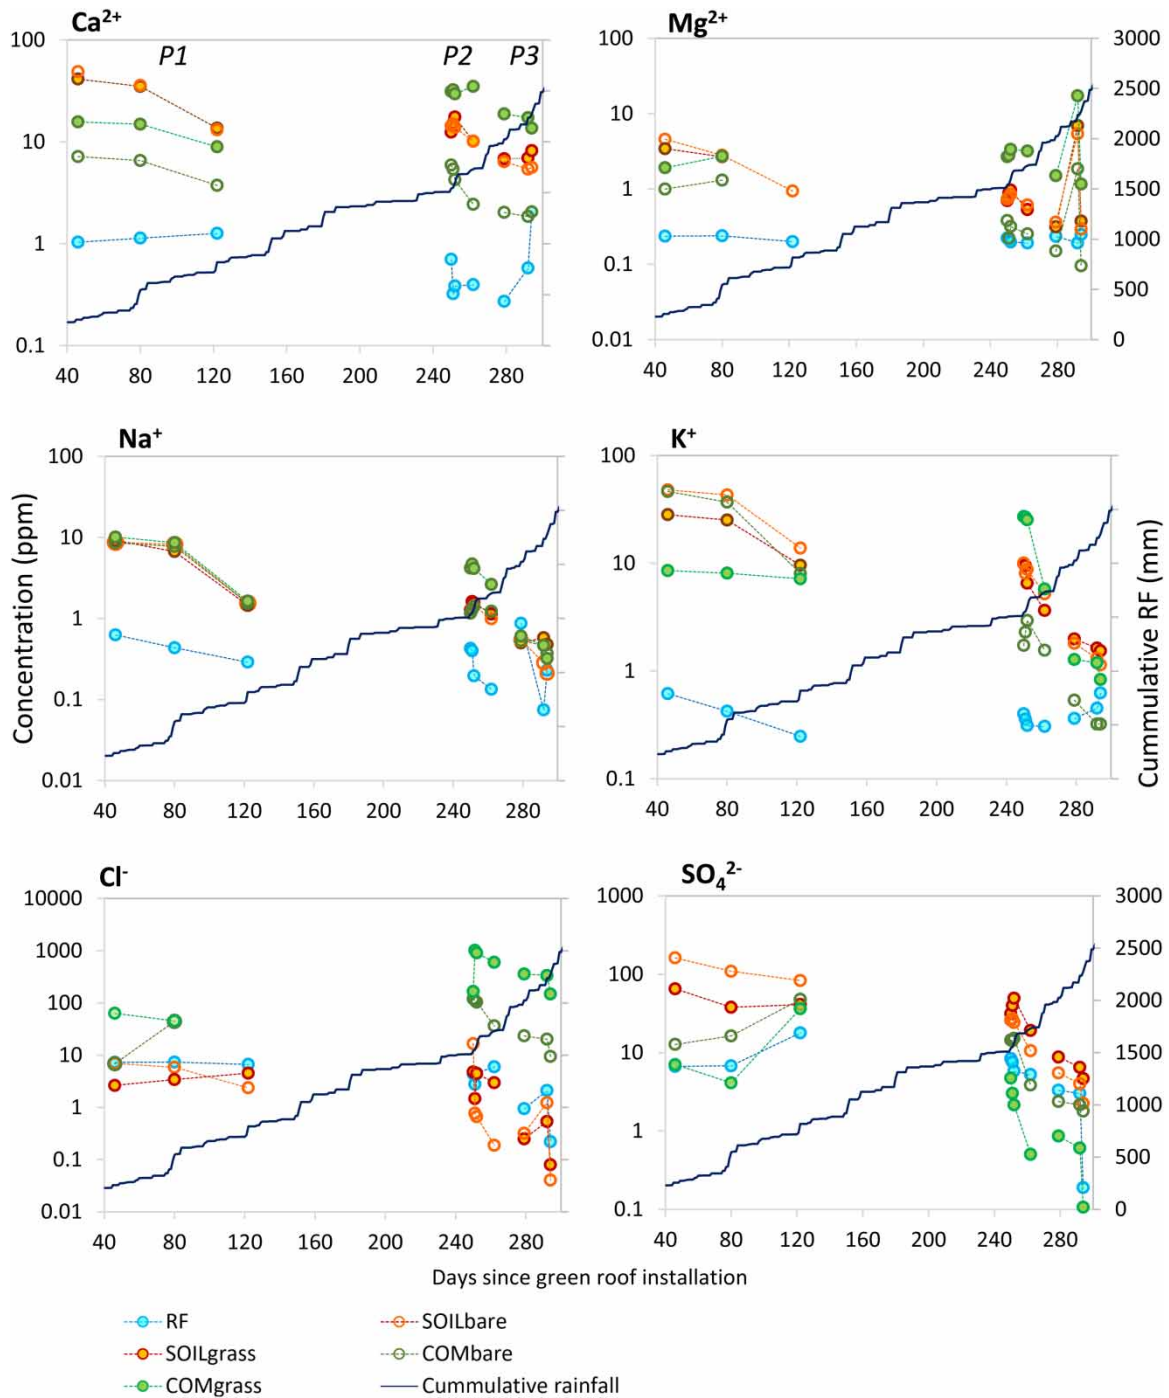 Ca2+
Mg2+
100
10
1
0.1
P1
P2
P3
40 80 120 160 200 240 280
100
10
1
0.1
0.01
3000
2500
2000
1500
1000
500
0
40 80 120 160 200 240 280
Na+
K+
Concentration (ppm)
100
10
1
0.1
0.01
40 80 120 160 200 240 280
100
10
1
0.1
40 80 120 160 200 240 280
Cummulative RF (mm)
Cl-
SO42-
10000
1000
100
10
1
0.1
0.01
40 80 120 160 200 240 280
1000
100
10
1
0.1
3000
2500
2000
1500
1000
500
0
40 80 120 160 200 240 280
Days since green roof installation
RF
SOILbare
SOILgrass
COMbare
COMgrass
Cummulative rainfall